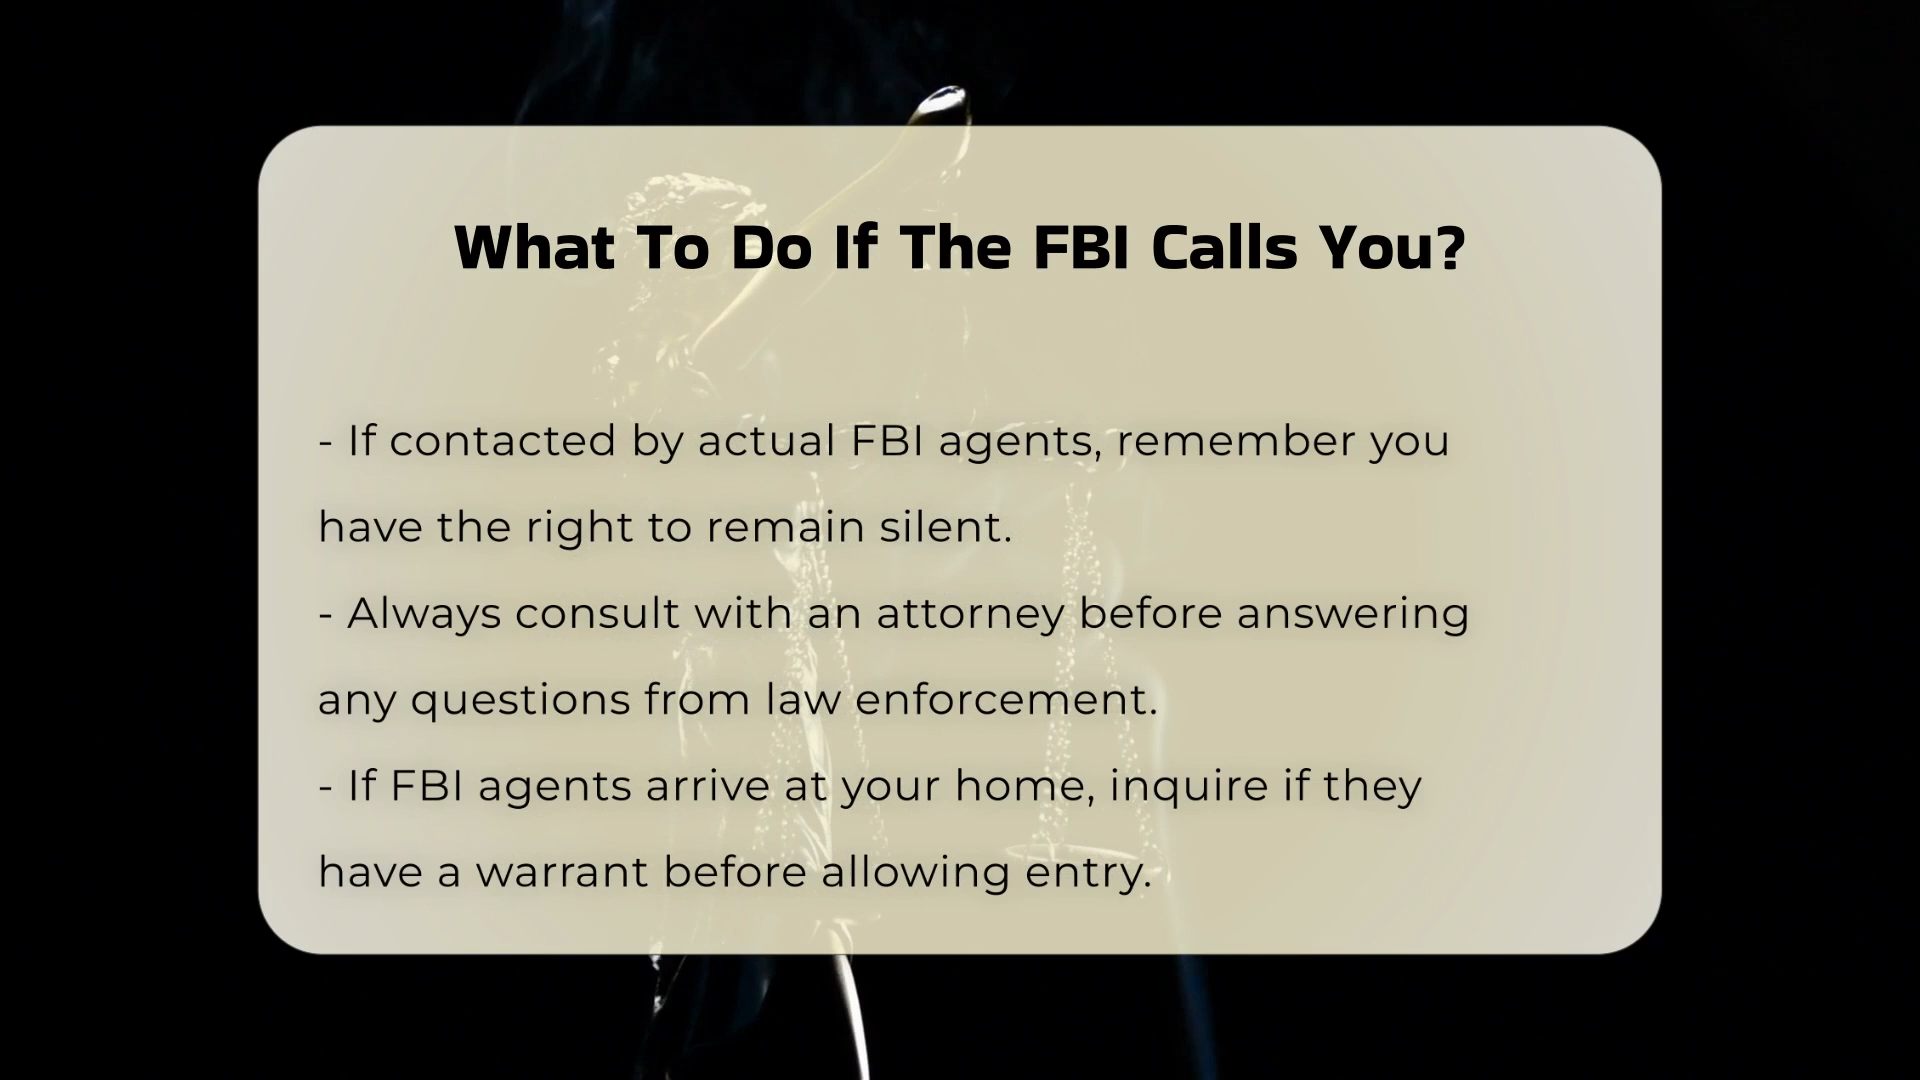 What To Do If The FBI Calls You?
- If contacted by actual FBI agents, remember you
have the right to remain silent.
- Always consult with an attorney before answering
any questions from law enforcement.
- If FBI agents arrive at your home, inquire if they
have a warrant before allowing entry.